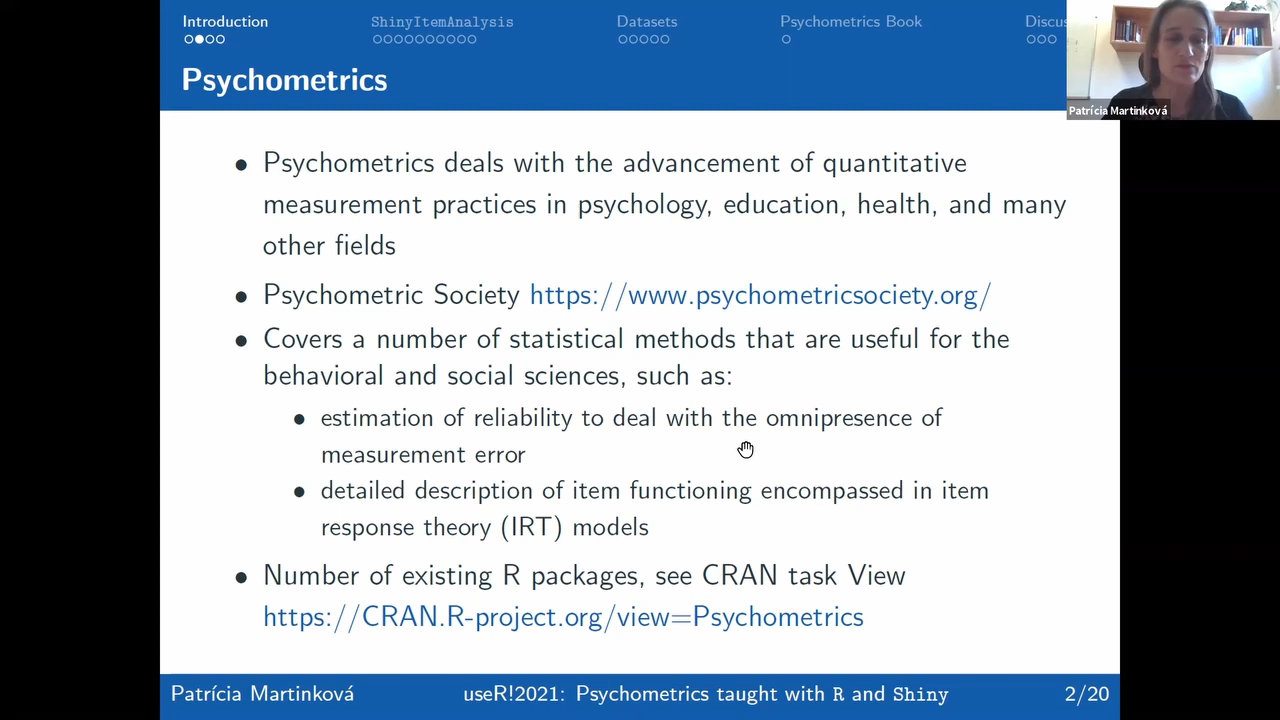 Introduction
ShinyItemAnalysis
Datasets
Psychometrics Book
Discus
Psychometrics
Patrícia Martinková
• Psychometrics deals with the advancement of quantitative
measurement practices in psychology, education, health, and many
other fields
• Psychometric Society https://www.psychometricsociety.org/
• Covers a number of statistical methods that are useful for the
behavioral and social sciences, such as:
• estimation of reliability to deal with the omnipresence of
measurement error
• detailed description of item functioning encompassed in item
response theory (IRT) models
• Number of existing R packages, see CRAN task View
https://CRAN.R-project.org/view=Psychometrics
Patrícia Martinková
useR!2021: Psychometrics taught with R and Shiny
2/20